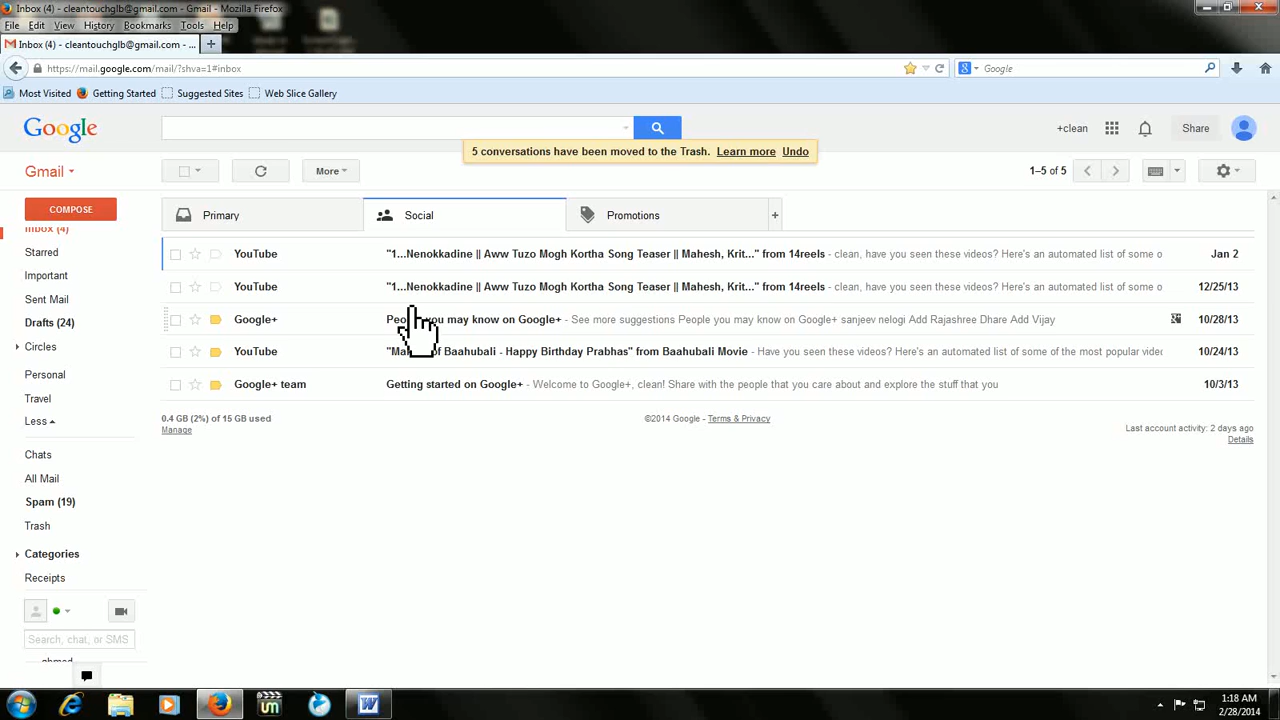 Inbox (4) - cleantouchglb@gmail.com - Gmail - Mozilla Firefox
File Edit View History Bookmarks Tools Help
Inbox (4) - cleantouchglb@gmail.com - ... +
https://mail.google.com/mail/?shva=1#inbox Google
Most Visited Getting Started Suggested Sites Web Slice Gallery
Google +clean Share
5 conversations have been moved to the Trash. Learn more Undo
Gmail More 1–5 of 5
COMPOSE Primary Social Promotions +
Inbox (4)
Starred
Important
Sent Mail
Drafts (24)
Circles
Personal
Travel
Less
Chats
All Mail
Spam (19)
Trash
Categories
Receipts
Search, chat, or SMS
ahmed
YouTube "1...Nenokkadine || Aww Tuzo Mogh Kortha Song Teaser || Mahesh, Krit..." from 14reels - clean, have you seen these videos? Here's an automated list of some o Jan 2
YouTube "1...Nenokkadine || Aww Tuzo Mogh Kortha Song Teaser || Mahesh, Krit..." from 14reels - clean, have you seen these videos? Here's an automated list of some o 12/25/13
Google+ People you may know on Google+ - See more suggestions People you may know on Google+ sanjeev nelogi Add Rajashree Dhare Add Vijay 10/28/13
YouTube of Baahubali - Happy Birthday Prabhas" from Baahubali Movie - Have you seen these videos? Here's an automated list of some of the most popular video 10/24/13
Google+ team Getting started on Google+ - Welcome to Google+, clean! Share with the people that you care about and explore the stuff that you 10/3/13
0.4 GB (2%) of 15 GB used
Manage
©2014 Google - Terms & Privacy
Last account activity: 2 days ago
Details
1:18 AM
2/28/2014